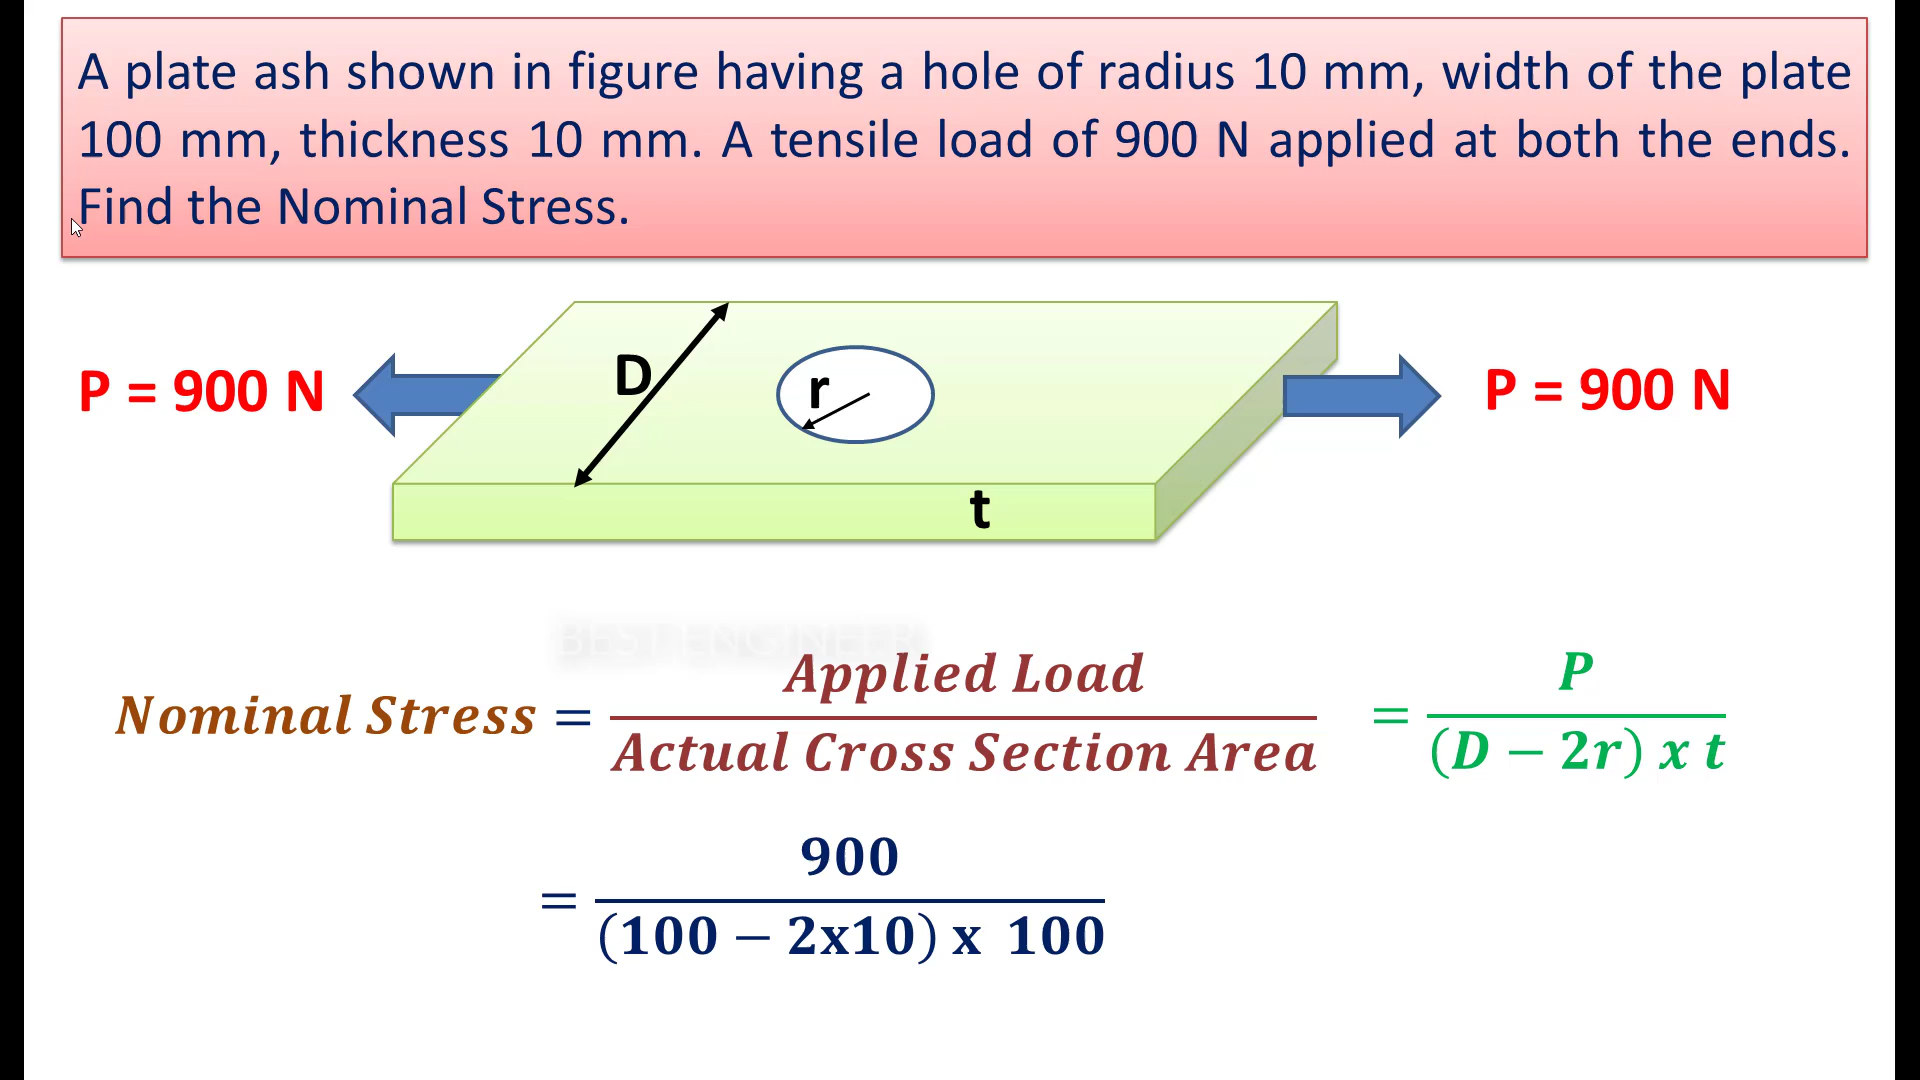 A plate ash shown in figure having a hole of radius 10 mm, width of the plate
100 mm, thickness 10 mm. A tensile load of 900 N applied at both the ends.
Find the Nominal Stress.
P = 900 N
D
r
t
P = 900 N
BEST ENGINEER
Nominal Stress = Applied Load / Actual Cross Section Area = P / (D − 2r) x t
= 900 / (100 − 2x10) x 100